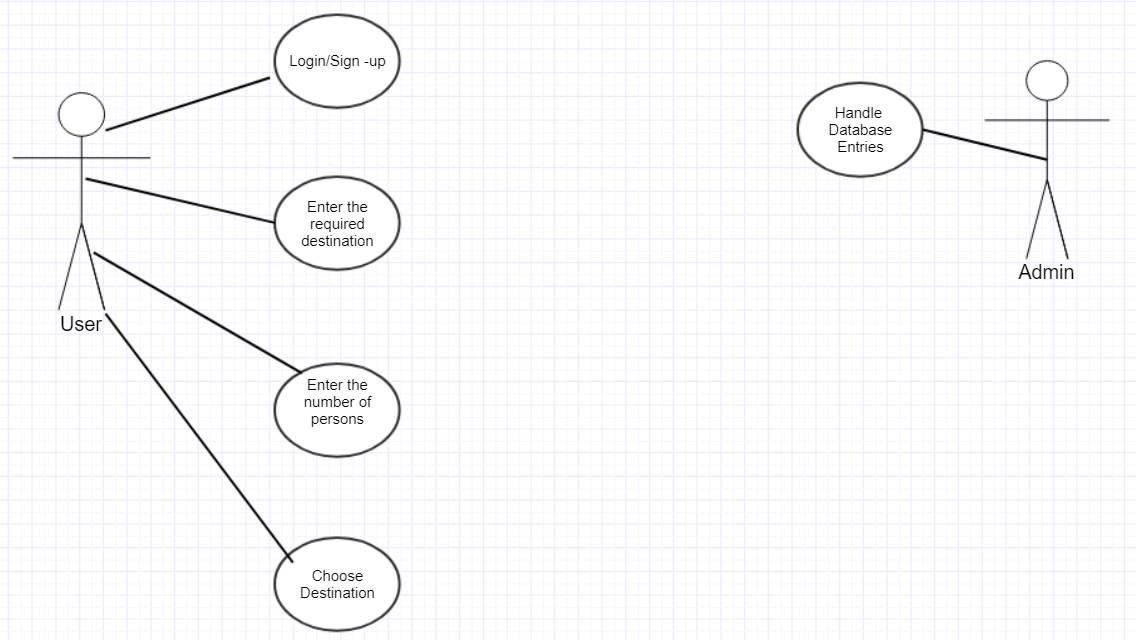 Login/Sign -up
User
Enter the
required
destination
Enter the
number of
persons
Choose
Destination
Handle
Database
Entries
Admin